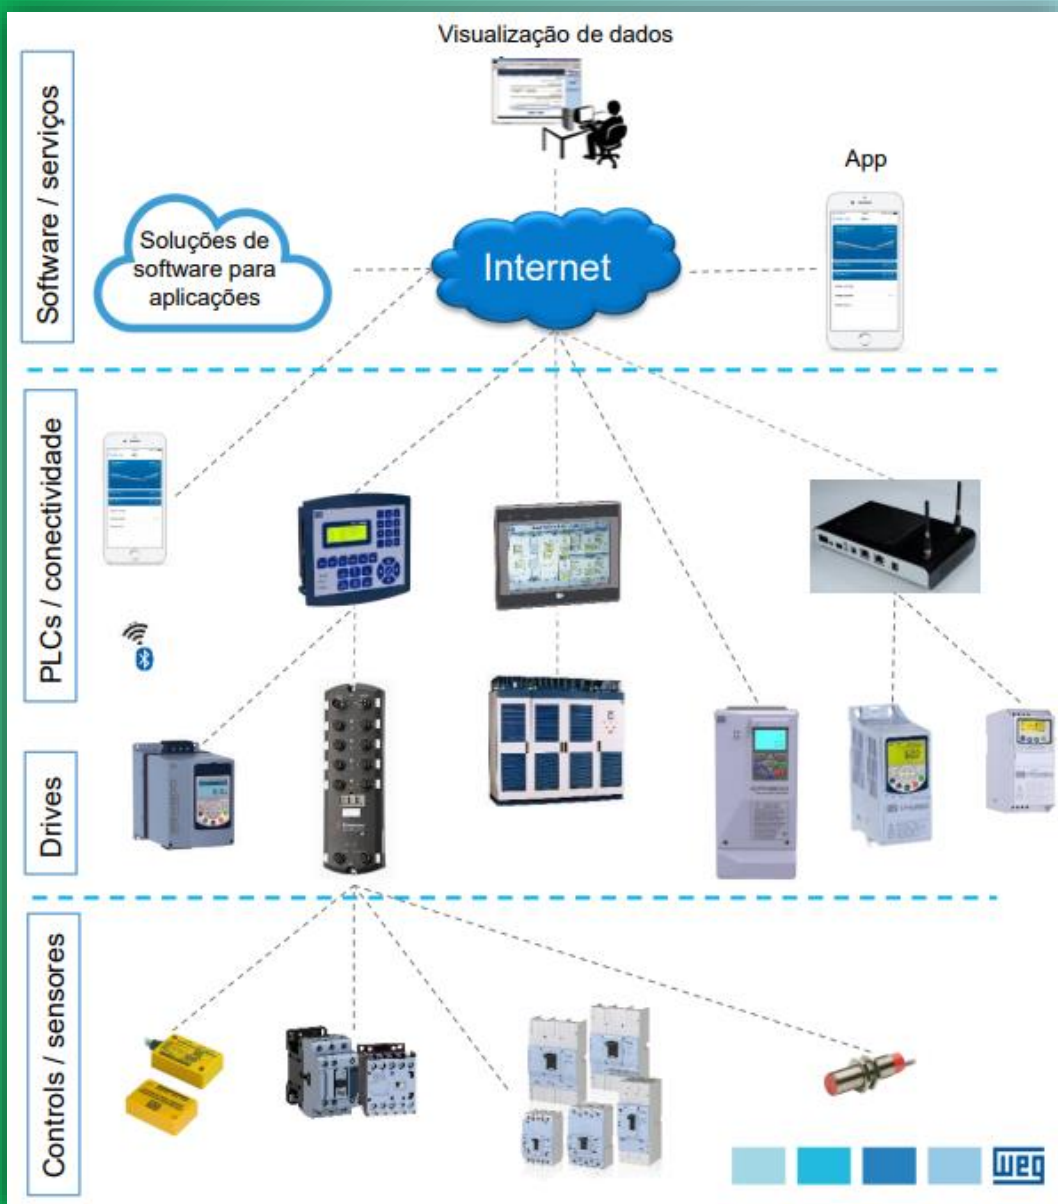 Visualização de dados
Software / serviços
App
Soluções de
software para
aplicações
Internet
PLCs / conectividade
Drives
Controls / sensores
WEG